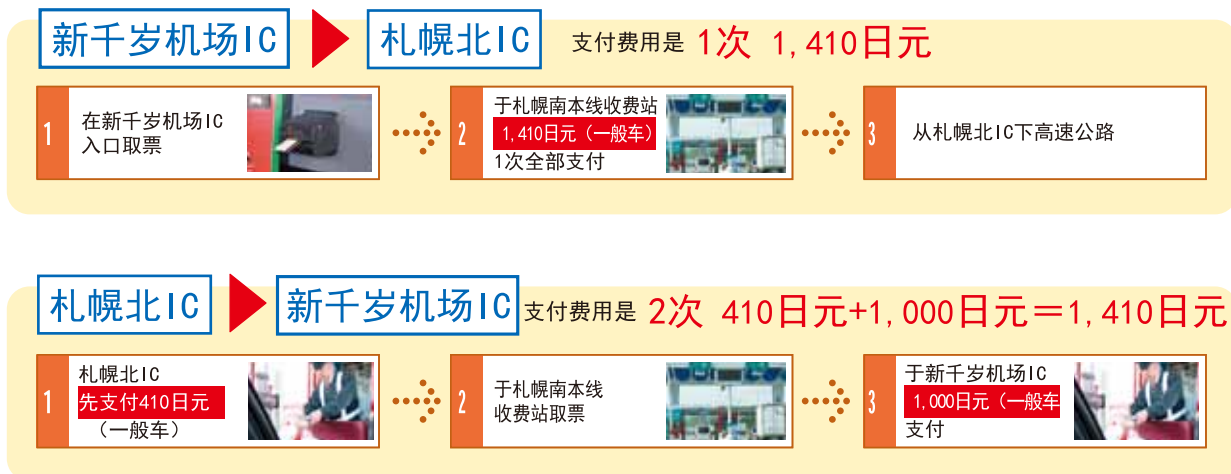 新千岁机场IC ▶ 札幌北IC 支付费用是 1次 1,410日元
1
在新千岁机场IC
入口取票
2
于札幌南本线收费站
1,410日元（一般车）
1次全部支付
3
从札幌北IC下高速公路
札幌北IC ▶ 新千岁机场IC 支付费用是 2次 410日元+1,000日元＝1,410日元
1
札幌北IC
先支付410日元
（一般车）
2
于札幌南本线
收费站取票
3
于新千岁机场IC
1,000日元（一般车
支付